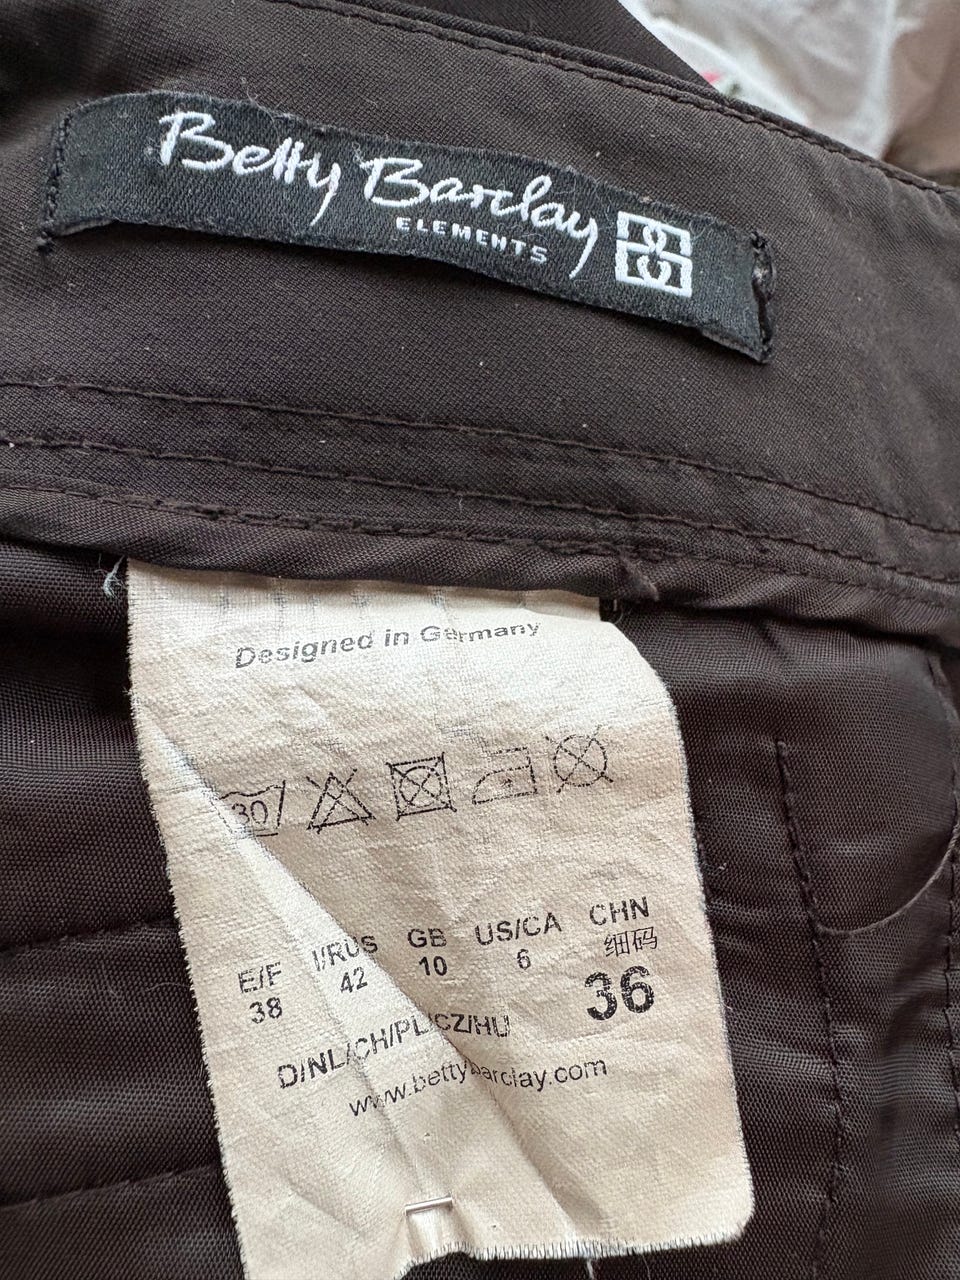 Betty Barclay
ELEMENTS
Designed in Germany
30
E/F I/RUS GB US/CA CHN
38 42 10 6 细码
D/NL/CH/PL/CZ/HU 36
www.bettybarclay.com